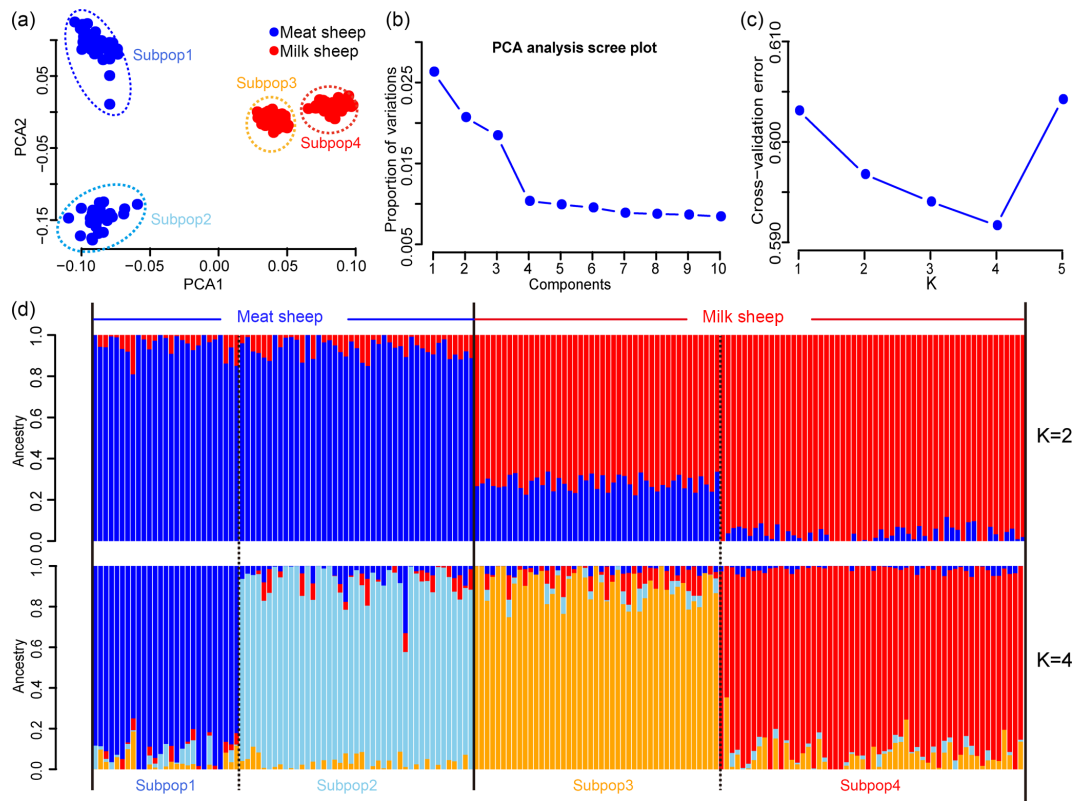 (a)
Meat sheep
Milk sheep
Subpop1
Subpop3
Subpop4
Subpop2
PCA2
0.05
−0.05
−0.15
−0.10
−0.05
0.00
0.05
0.10
PCA1
(b)
PCA analysis scree plot
Proportion of variations
0.025
0.015
0.005
1 2 3 4 5 6 7 8 9 10
Components
(c)
Cross−validation error
0.610
0.600
0.590
1 2 3 4 5
K
(d)
Meat sheep
Milk sheep
Ancestry
1.0
0.8
0.6
0.4
0.2
0.0
K=2
Ancestry
1.0
0.8
0.6
0.4
0.2
0.0
K=4
Subpop1
Subpop2
Subpop3
Subpop4